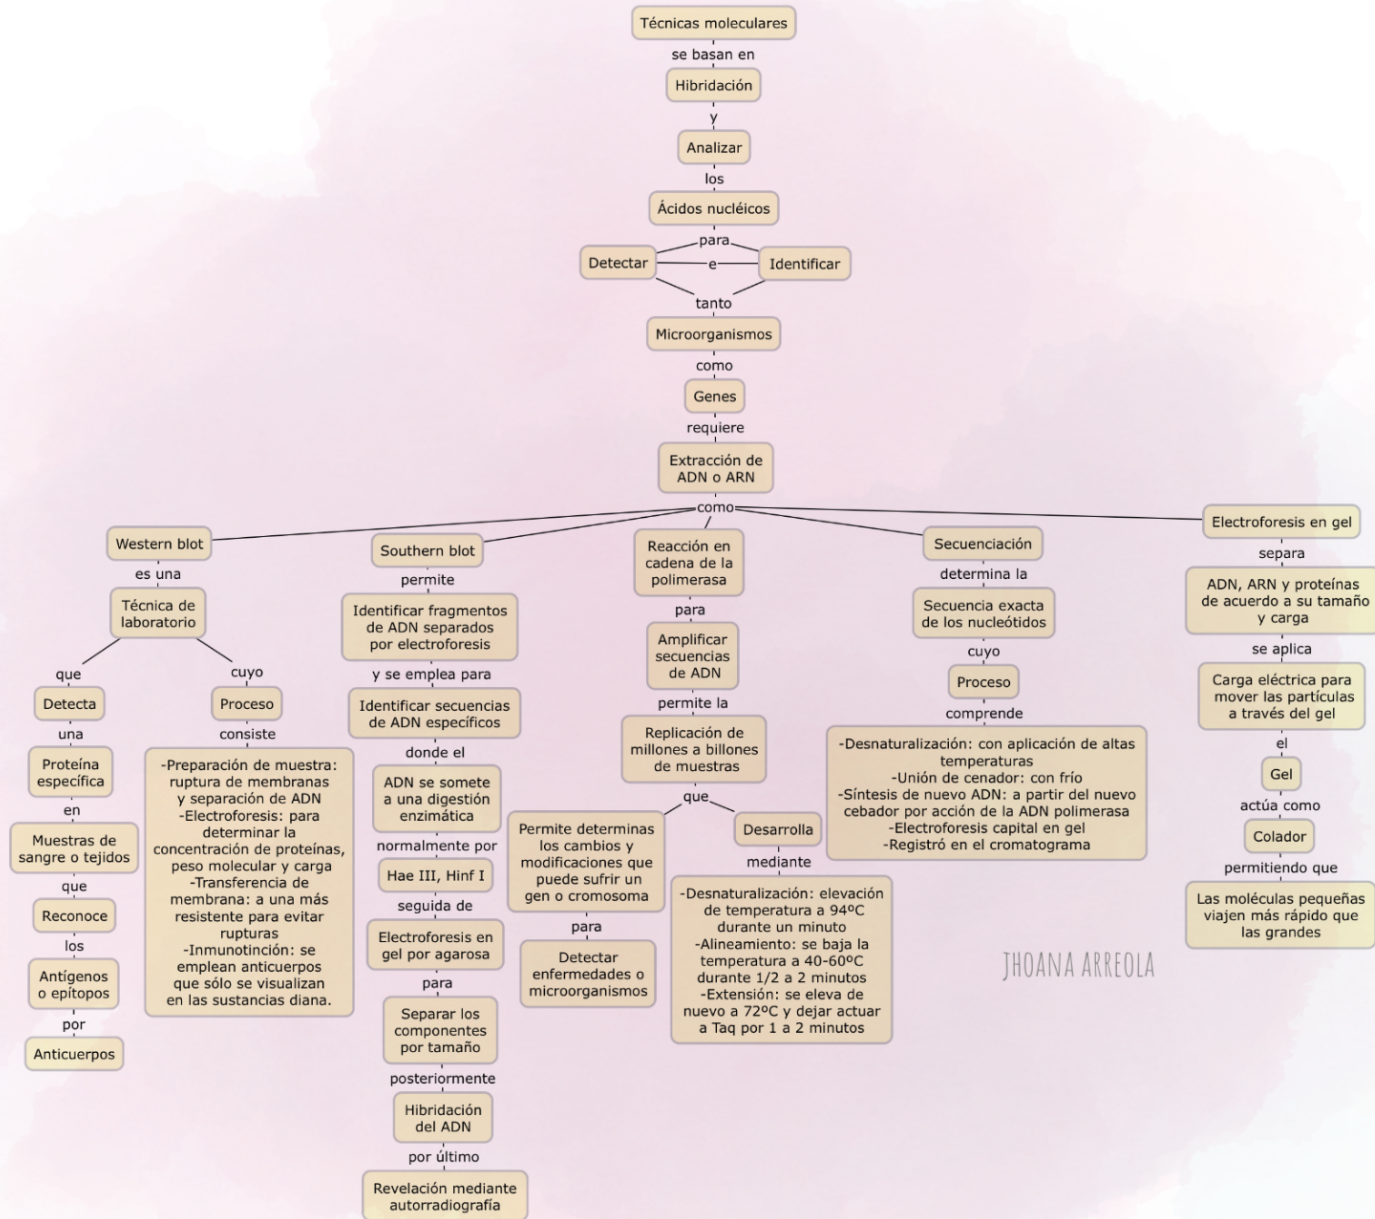 Técnicas moleculares
se basan en
Hibridación
y
Analizar
los
Ácidos nucléicos
para
Detectar
e
Identificar
tanto
Microorganismos
como
Genes
requiere
Extracción de
ADN o ARN
como
Western blot
es una
Técnica de
laboratorio
que
Detecta
una
Proteína
específica
en
Muestras de
sangre o tejidos
que
Reconoce
los
Antígenos
o epítopos
por
Anticuerpos
cuyo
Proceso
consiste
-Preparación de muestra:
ruptura de membranas
y separación de ADN
-Electroforesis: para
determinar la
concentración de proteínas,
peso molecular y carga
-Transferencia de
membrana: a una más
resistente para evitar
rupturas
-Inmunotinción: se
emplean anticuerpos
que sólo se visualizan
en las sustancias diana.
Southern blot
permite
Identificar fragmentos
de ADN separados
por electroforesis
y se emplea para
Identificar secuencias
de ADN específicos
donde el
ADN se somete
a una digestión
enzimática
normalmente por
Hae III, Hinf I
seguida de
Electroforesis en
gel por agarosa
para
Separar los
componentes
por tamaño
posteriormente
Hibridación
del ADN
por último
Revelación mediante
autorradiografía
Reacción en
cadena de la
polimerasa
para
Amplificar
secuencias
de ADN
permite la
Replicación de
millones a billones
de muestras
que
Permite determinas
los cambios y
modificaciones que
puede sufrir un
gen o cromosoma
para
Detectar
enfermedades o
microorganismos
Desarrolla
mediante
-Desnaturalización: elevación
de temperatura a 94ºC
durante un minuto
-Alineamiento: se baja la
temperatura a 40-60ºC
durante 1/2 a 2 minutos
-Extensión: se eleva de
nuevo a 72ºC y dejar actuar
a Taq por 1 a 2 minutos
Secuenciación
determina la
Secuencia exacta
de los nucleótidos
cuyo
Proceso
comprende
-Desnaturalización: con aplicación de altas
temperaturas
-Unión de cenador: con frío
-Síntesis de nuevo ADN: a partir del nuevo
cebador por acción de la ADN polimerasa
-Electroforesis capital en gel
-Registró en el cromatograma
Electroforesis en gel
separa
ADN, ARN y proteínas
de acuerdo a su tamaño
y carga
se aplica
Carga eléctrica para
mover las partículas
a través del gel
el
Gel
actúa como
Colador
permitiendo que
Las moléculas pequeñas
viajen más rápido que
las grandes
JHOANA ARREOLA